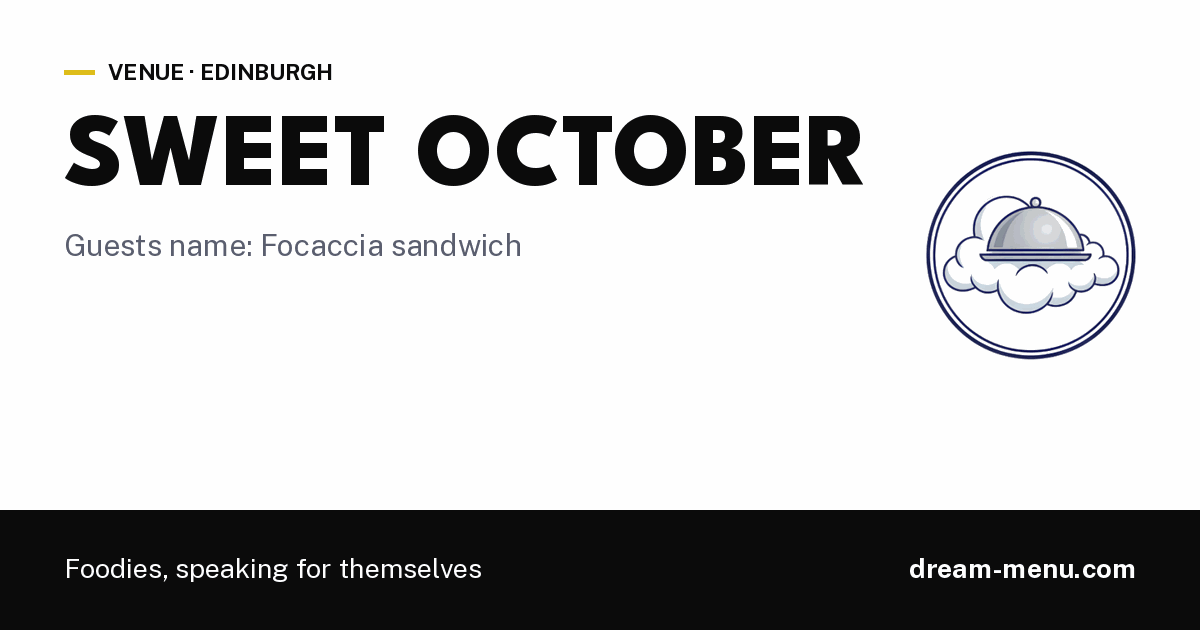 VENUE · EDINBURGH
SWEET OCTOBER
Guests name: Focaccia sandwich
Foodies, speaking for themselves
dream-menu.com